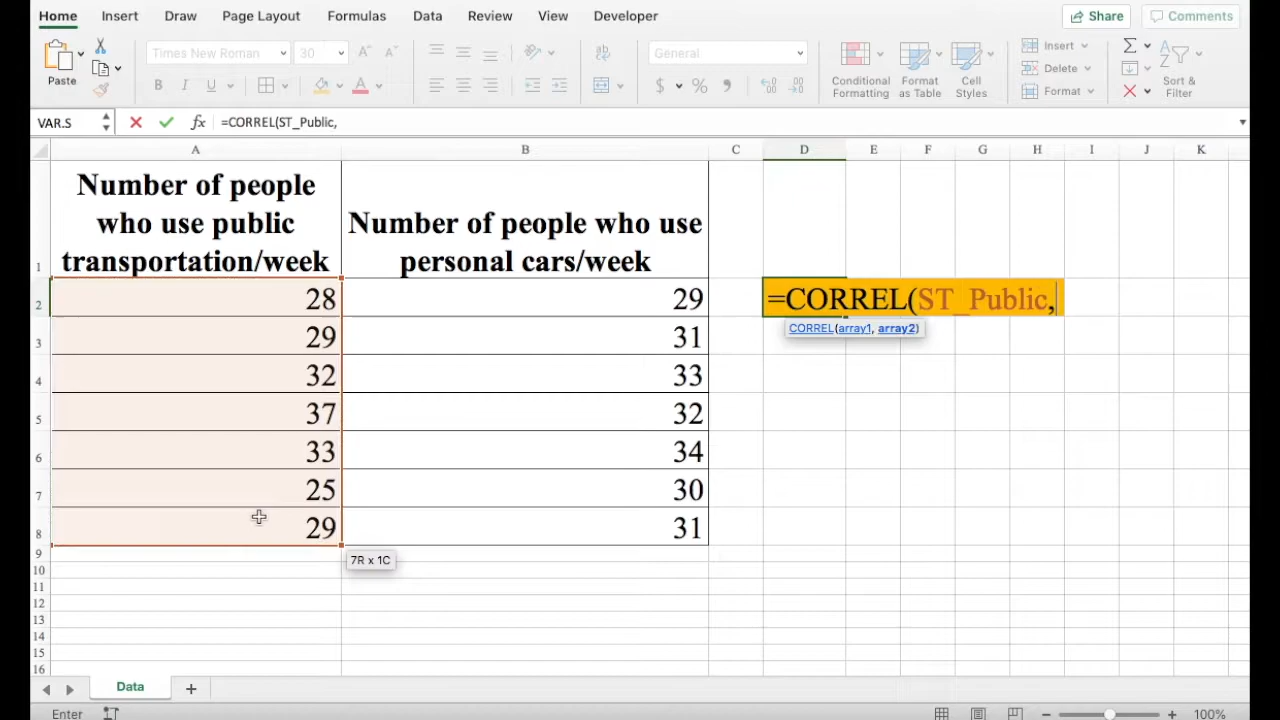 Home Insert Draw Page Layout Formulas Data Review View Developer Share Comments
Paste Times New Roman 30 General Conditional Formatting Format as Table Cell Styles Insert Delete Format Sort & Filter
VAR.S fx =CORREL(ST_Public,
A B C D E F G H I J K
1 Number of people who use public transportation/week Number of people who use personal cars/week
2 28 29 =CORREL(ST_Public,
CORREL(array1, array2)
3 29 31
4 32 33
5 37 32
6 33 34
7 25 30
8 29 31
9
7R x 1C
10
11
12
13
14
15
16
Data
Enter 100%